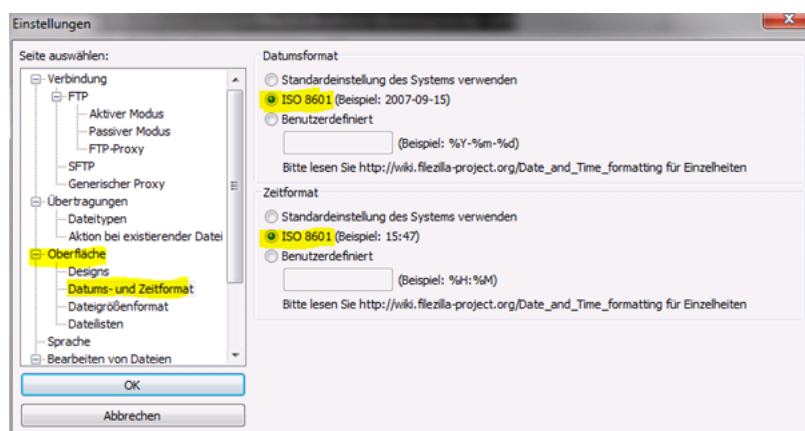 Einstellungen
Seite auswählen:
Verbindung
FTP
Aktiver Modus
Passiver Modus
FTP-Proxy
SFTP
Generischer Proxy
Übertragungen
Dateitypen
Aktion bei existierender Datei
Oberfläche
Designs
Datums- und Zeitformat
Dateigrößenformat
Dateilisten
Sprache
Bearbeiten von Dateien
OK
Abbrechen
Datumsformat
Standardeinstellung des Systems verwenden
ISO 8601 (Beispiel: 2007-09-15)
Benutzerdefiniert
(Beispiel: %Y-%m-%d)
Bitte lesen Sie http://wiki.filezilla-project.org/Date_and_Time_formatting für Einzelheiten
Zeitformat
Standardeinstellung des Systems verwenden
ISO 8601 (Beispiel: 15:47)
Benutzerdefiniert
(Beispiel: %H:%M)
Bitte lesen Sie http://wiki.filezilla-project.org/Date_and_Time_formatting für Einzelheiten